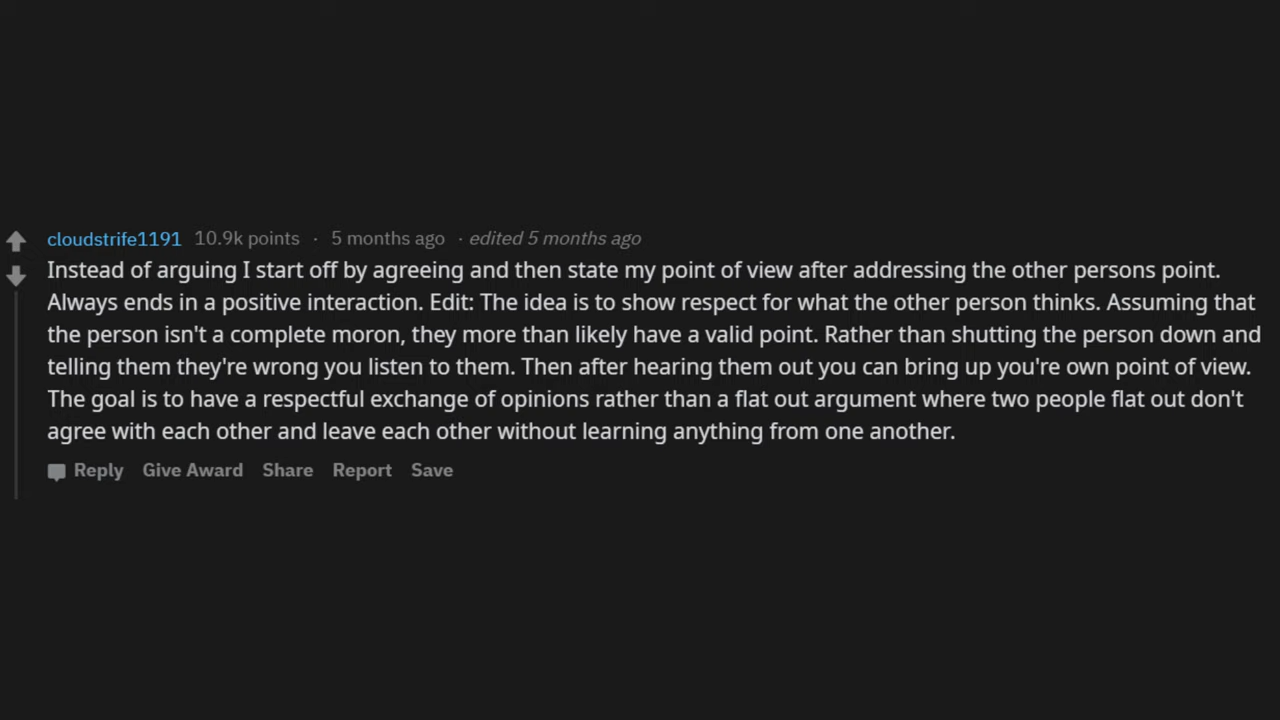 cloudstrife1191 10.9k points · 5 months ago · edited 5 months ago
Instead of arguing I start off by agreeing and then state my point of view after addressing the other persons point.
Always ends in a positive interaction. Edit: The idea is to show respect for what the other person thinks. Assuming that
the person isn't a complete moron, they more than likely have a valid point. Rather than shutting the person down and
telling them they're wrong you listen to them. Then after hearing them out you can bring up you're own point of view.
The goal is to have a respectful exchange of opinions rather than a flat out argument where two people flat out don't
agree with each other and leave each other without learning anything from one another.
Reply Give Award Share Report Save